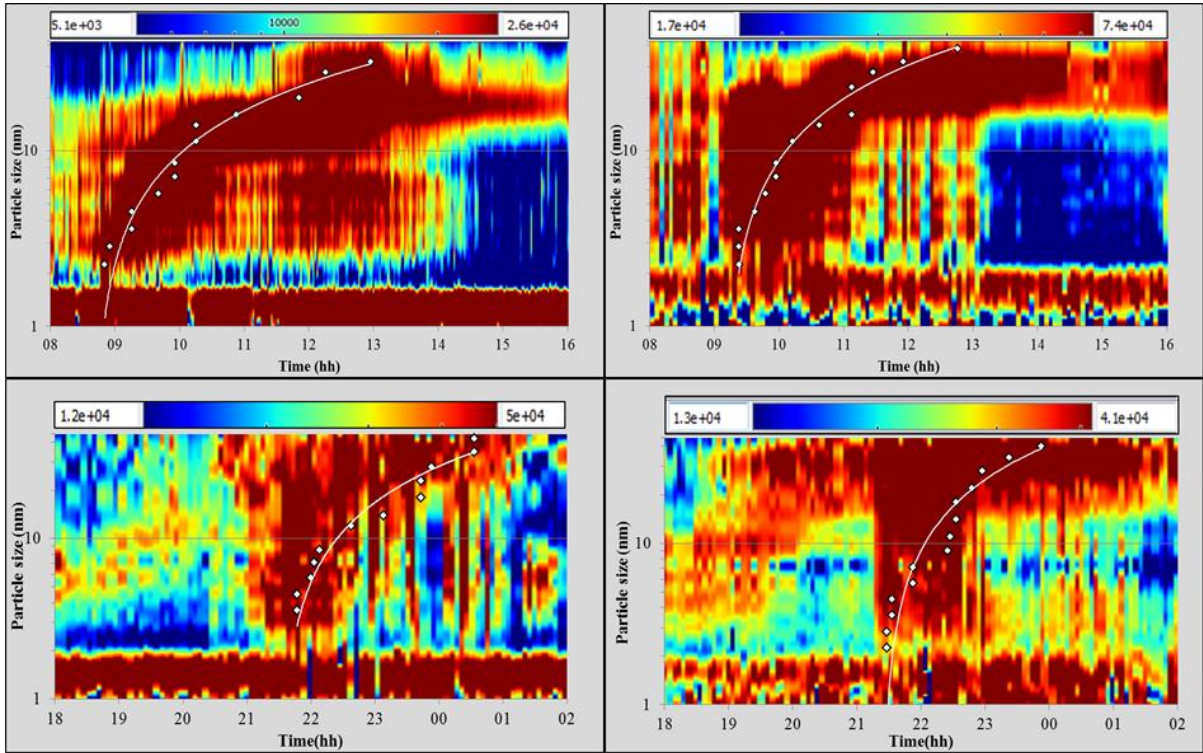 5.1e+03 10000 2.6e+04
Particle size (nm)
10
1
08 09 10 11 12 13 14 15 16
Time (hh)
1.7e+04 7.4e+04
Particle size (nm)
10
1
08 09 10 11 12 13 14 15 16
Time (hh)
1.2e+04 5e+04
Particle size (nm)
10
1
18 19 20 21 22 23 00 01 02
Time(hh)
1.3e+04 4.1e+04
Particle size (nm)
10
1
18 19 20 21 22 23 00 01 02
Time(hh)